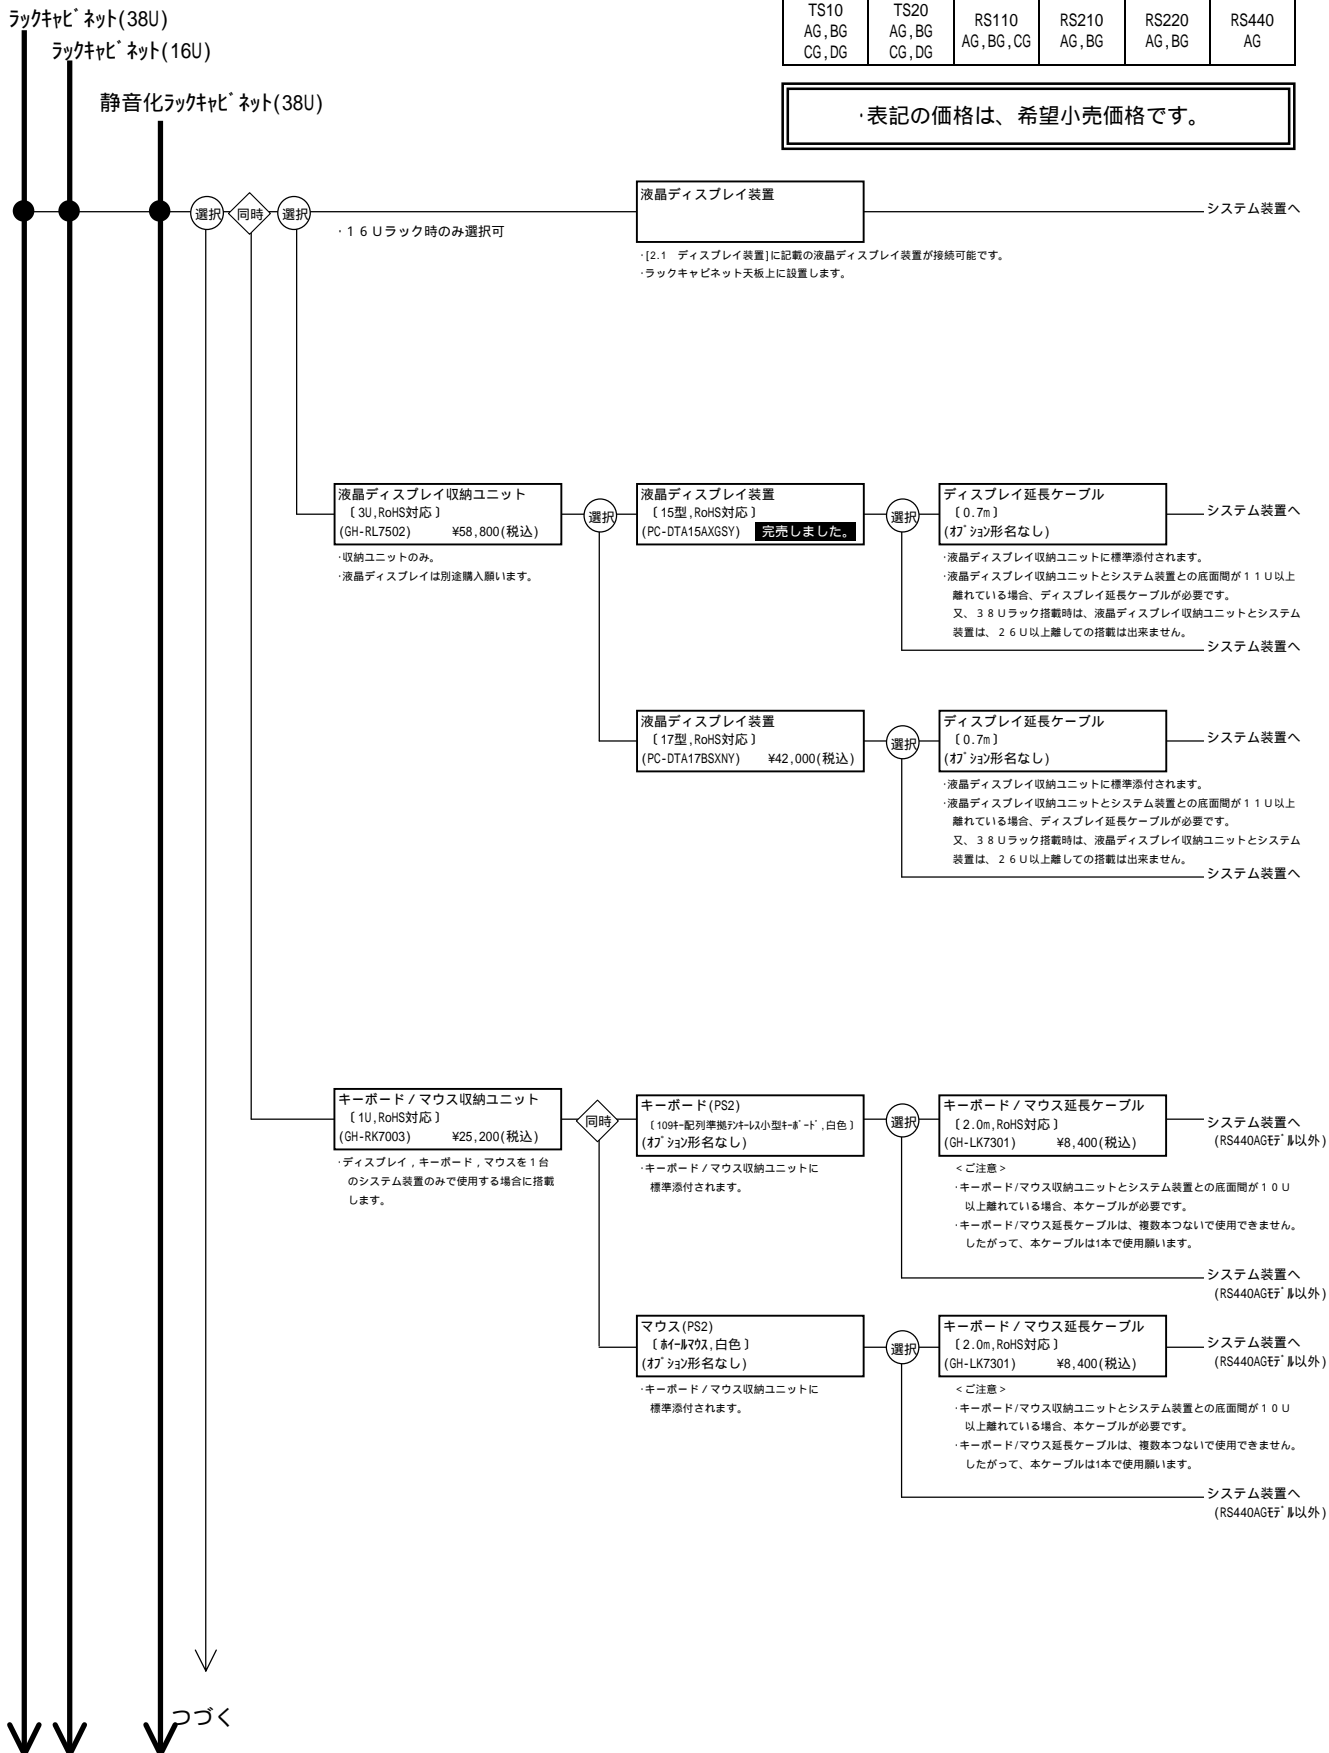 ラックキャビネット(38U)
ラックキャビネット(16U)
静音化ラックキャビネット(38U)
TS10
AG,BG
CG,DG
TS20
AG,BG
CG,DG
RS110
AG,BG,CG
RS210
AG,BG
RS220
AG,BG
RS440
AG
・表記の価格は、希望小売価格です。
選択
同時
選択
・16Uラック時のみ選択可
液晶ディスプレイ装置
システム装置へ
・[2.1 ディスプレイ装置]に記載の液晶ディスプレイ装置が接続可能です。
・ラックキャビネット天板上に設置します。
液晶ディスプレイ収納ユニット
〔3U,RoHS対応〕
(GH-RL7502) ¥58,800(税込)
・収納ユニットのみ。
・液晶ディスプレイは別途購入願います。
選択
液晶ディスプレイ装置
〔15型,RoHS対応〕
(PC-DTA15AXGSY) 完売しました。
選択
ディスプレイ延長ケーブル
〔0.7m〕
(オプション形名なし)
システム装置へ
・液晶ディスプレイ収納ユニットに標準添付されます。
・液晶ディスプレイ収納ユニットとシステム装置との底面間が11U以上
離れている場合、ディスプレイ延長ケーブルが必要です。
又、38Uラック搭載時は、液晶ディスプレイ収納ユニットとシステム
装置は、26U以上離しての搭載は出来ません。
システム装置へ
液晶ディスプレイ装置
〔17型,RoHS対応〕
(PC-DTA17BSXNY) ¥42,000(税込)
選択
ディスプレイ延長ケーブル
〔0.7m〕
(オプション形名なし)
システム装置へ
・液晶ディスプレイ収納ユニットに標準添付されます。
・液晶ディスプレイ収納ユニットとシステム装置との底面間が11U以上
離れている場合、ディスプレイ延長ケーブルが必要です。
又、38Uラック搭載時は、液晶ディスプレイ収納ユニットとシステム
装置は、26U以上離しての搭載は出来ません。
システム装置へ
キーボード/マウス収納ユニット
〔1U,RoHS対応〕
(GH-RK7003) ¥25,200(税込)
・ディスプレイ,キーボード,マウスを1台
のシステム装置のみで使用する場合に搭載
します。
同時
キーボード(PS2)
〔109キー配列準拠テンキーレス小型キーボード,白色〕
(オプション形名なし)
・キーボード/マウス収納ユニットに
標準添付されます。
選択
キーボード/マウス延長ケーブル
〔2.0m,RoHS対応〕
(GH-LK7301) ¥8,400(税込)
システム装置へ
(RS440AGモデル以外)
<ご注意>
・キーボード/マウス収納ユニットとシステム装置との底面間が10U
以上離れている場合、本ケーブルが必要です。
・キーボード/マウス延長ケーブルは、複数本つないで使用できません。
したがって、本ケーブルは1本で使用願います。
システム装置へ
(RS440AGモデル以外)
マウス(PS2)
〔ホイールマウス,白色〕
(オプション形名なし)
・キーボード/マウス収納ユニットに
標準添付されます。
選択
キーボード/マウス延長ケーブル
〔2.0m,RoHS対応〕
(GH-LK7301) ¥8,400(税込)
システム装置へ
(RS440AGモデル以外)
<ご注意>
・キーボード/マウス収納ユニットとシステム装置との底面間が10U
以上離れている場合、本ケーブルが必要です。
・キーボード/マウス延長ケーブルは、複数本つないで使用できません。
したがって、本ケーブルは1本で使用願います。
システム装置へ
(RS440AGモデル以外)
つづく